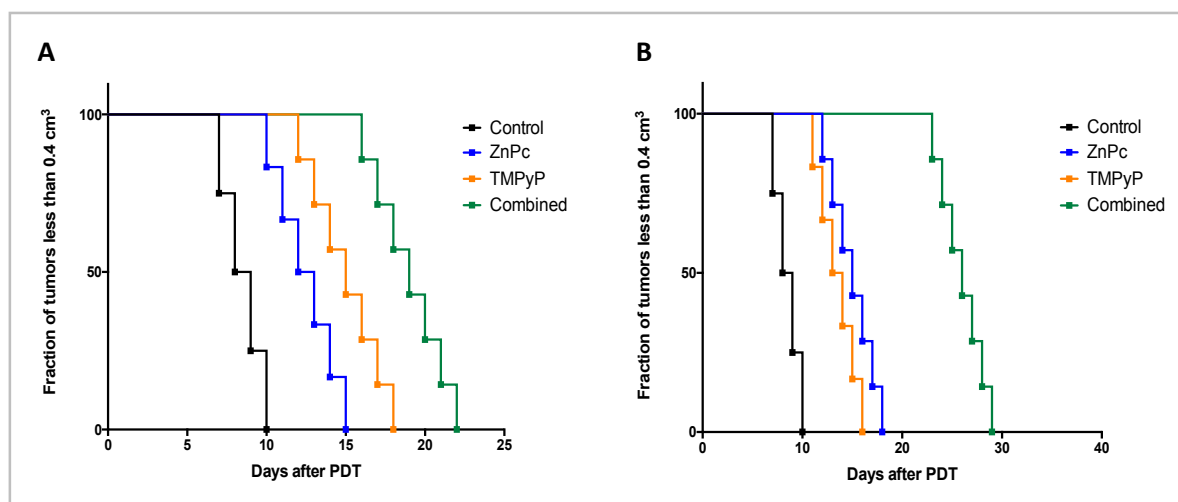 A
Fraction of tumors less than 0.4 cm³
100
50
0
0
5
10
15
20
25
Days after PDT
Control
ZnPc
TMPyP
Combined
B
Fraction of tumors less than 0.4 cm³
100
50
0
0
10
20
30
40
Days after PDT
Control
ZnPc
TMPyP
Combined